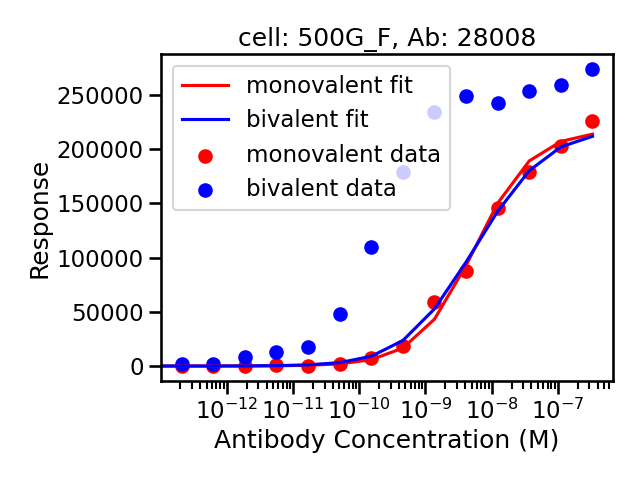 cell: 500G_F, Ab: 28008
monovalent fit
bivalent fit
monovalent data
bivalent data
Response
250000
200000
150000
100000
50000
0
10⁻¹² 10⁻¹¹ 10⁻¹⁰ 10⁻⁹ 10⁻⁸ 10⁻⁷
Antibody Concentration (M)